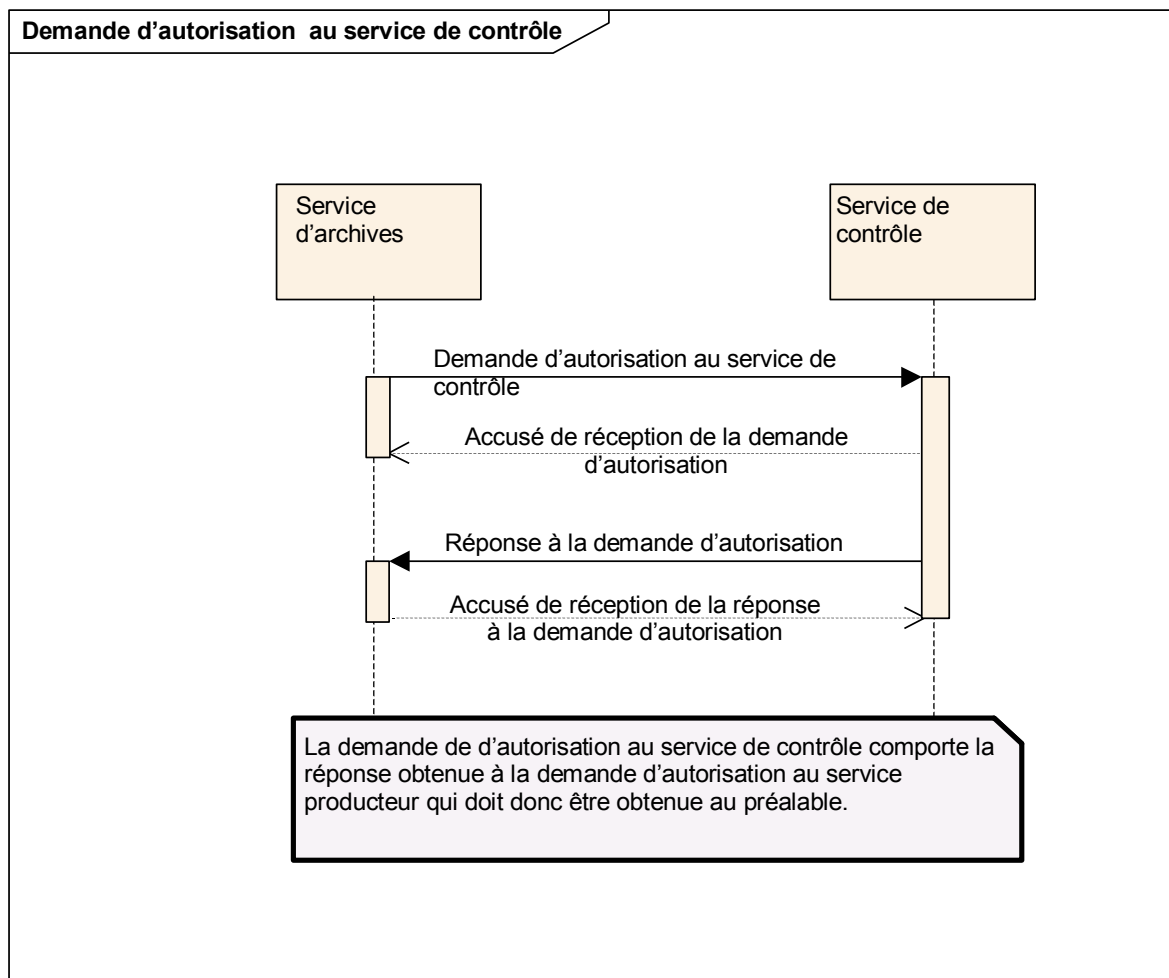 Demande d’autorisation  au service de contrôle
Service
d’archives
Service de
contrôle
Demande d’autorisation au service de
contrôle
Accusé de réception de la demande
d’autorisation
Réponse à la demande d’autorisation
Accusé de réception de la réponse
à la demande d’autorisation
La demande de d’autorisation au service de contrôle comporte la
réponse obtenue à la demande d’autorisation au service
producteur qui doit donc être obtenue au préalable.